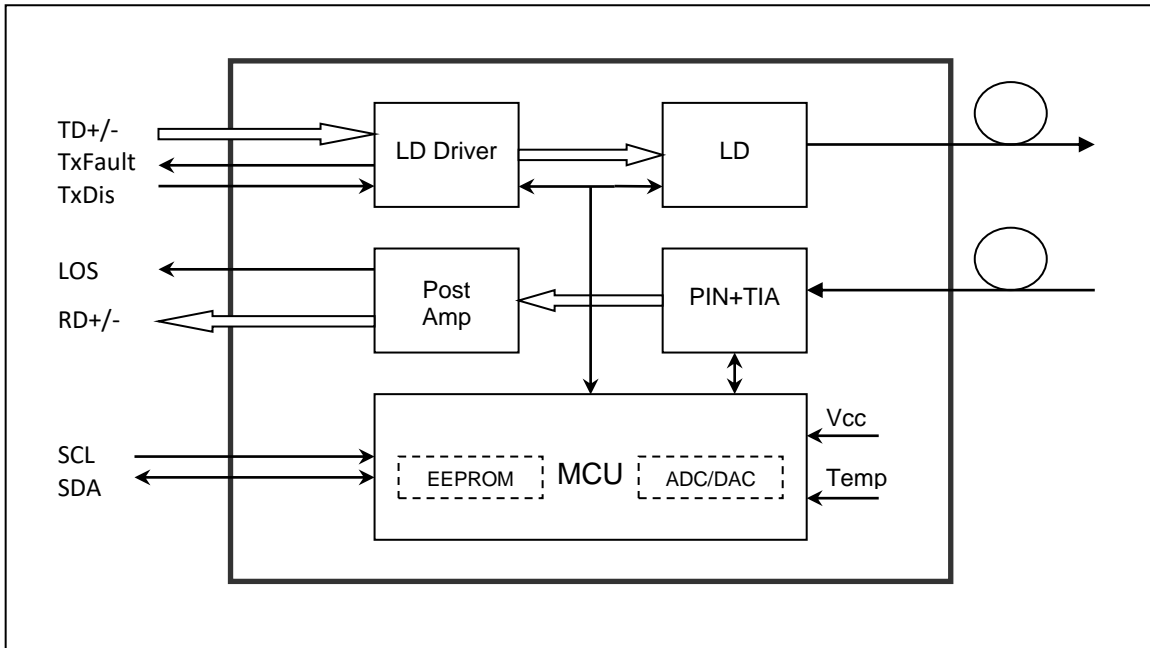 TD+/-
TxFault
TxDis
LD Driver
LD
LOS
RD+/-
Post
Amp
PIN+TIA
SCL
SDA
EEPROM
MCU
ADC/DAC
Vcc
Temp